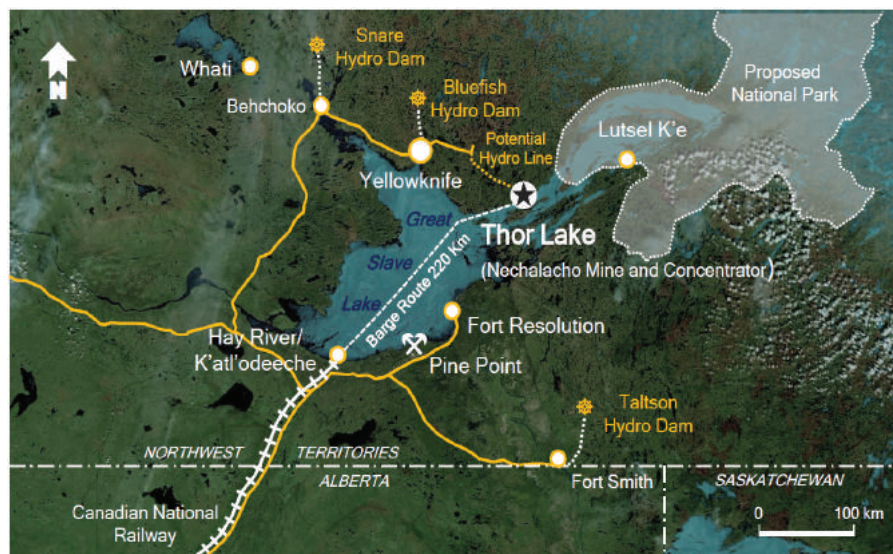 Snare
Hydro Dam
Whati
Bluefish
Hydro Dam
Behchoko
Proposed
National Park
N
Potential
Hydro Line
Lutsel K'e
Yellowknife
Great
Slave
Lake
Thor Lake
(Nechalacho Mine and Concentrator)
Barge Route 220 Km
Fort Resolution
Hay River/
K'atl'odeeche
Pine Point
Taltson
Hydro Dam
NORTHWEST TERRITORIES
ALBERTA
Fort Smith
SASKATCHEWAN
Canadian National
Railway
0 100 km